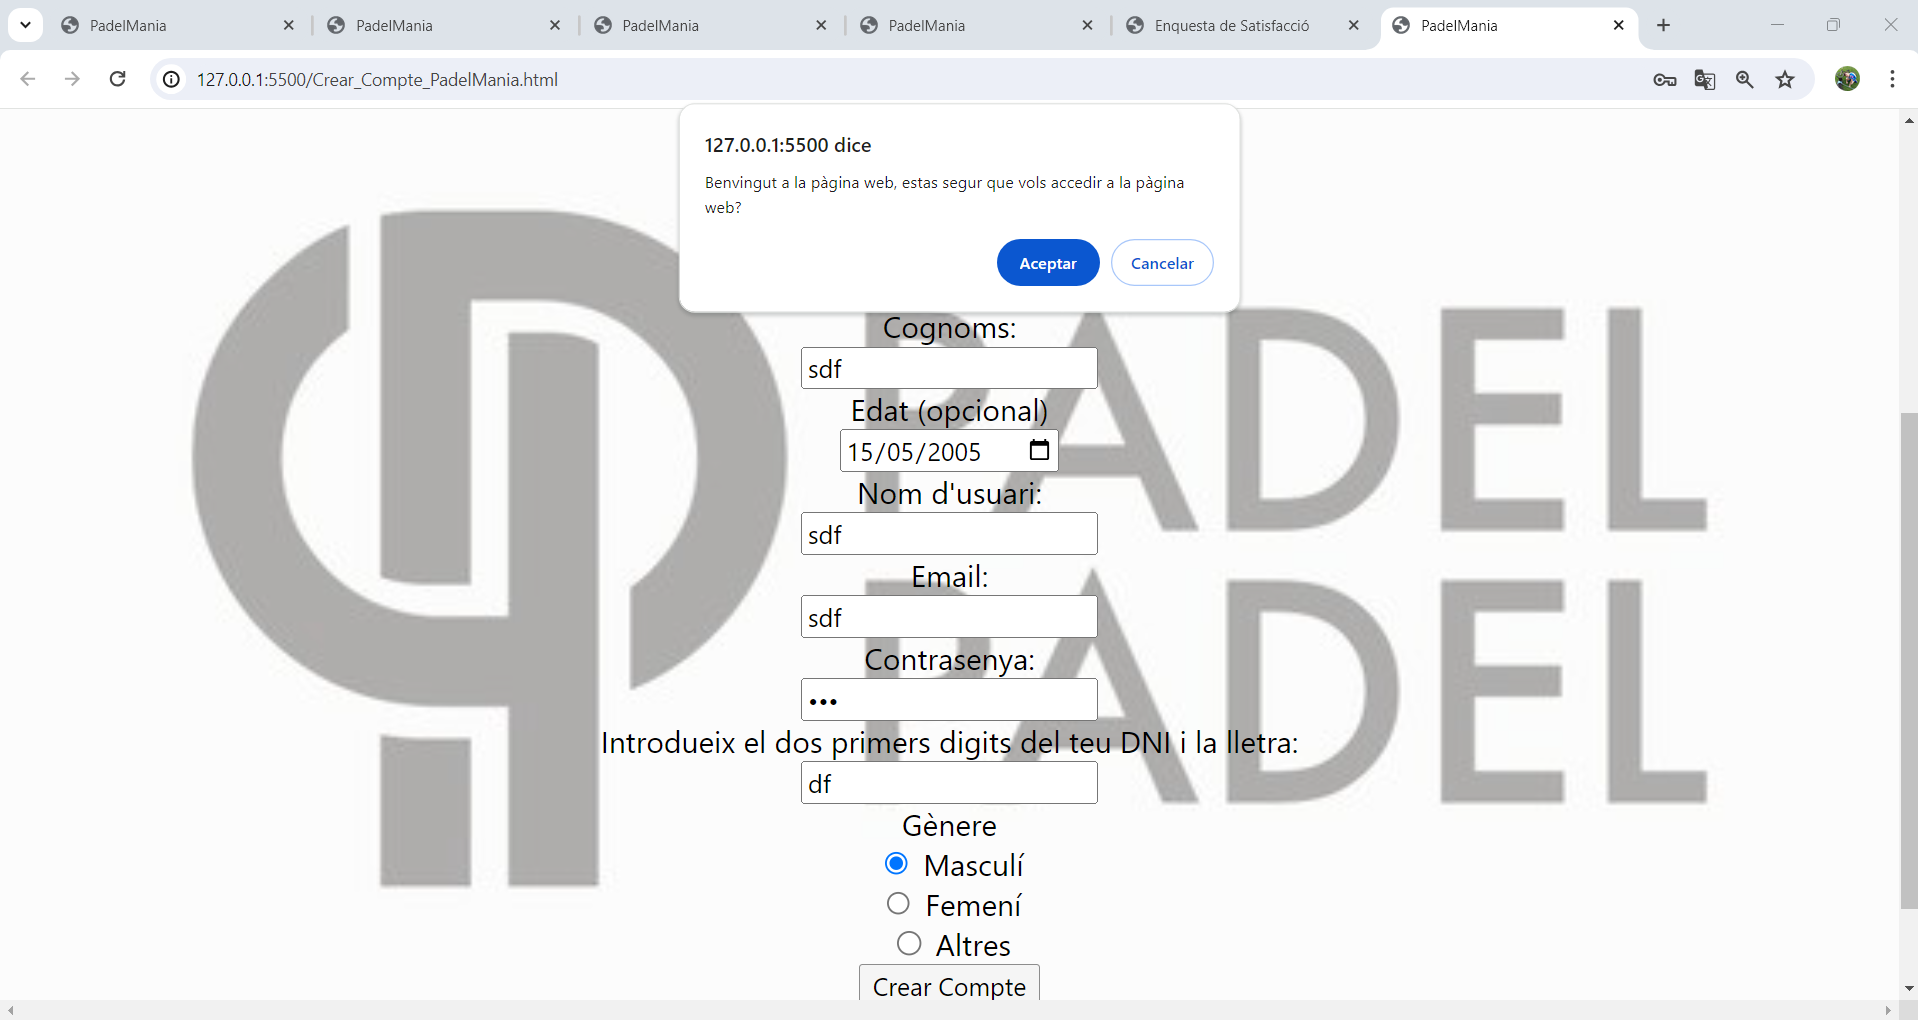 PadelMania
PadelMania
PadelMania
PadelMania
Enquesta de Satisfacció
PadelMania
127.0.0.1:5500/Crear_Compte_PadelMania.html
127.0.0.1:5500 dice
Benvingut a la pàgina web, estas segur que vols accedir a la pàgina
web?
Aceptar
Cancelar
PADEL
PADEL
Cognoms:
sdf
Edat (opcional)
15/05/2005
Nom d'usuari:
sdf
Email:
sdf
Contrasenya:
•••
Introdueix el dos primers digits del teu DNI i la lletra:
df
Gènere
Masculí
Femení
Altres
Crear Compte